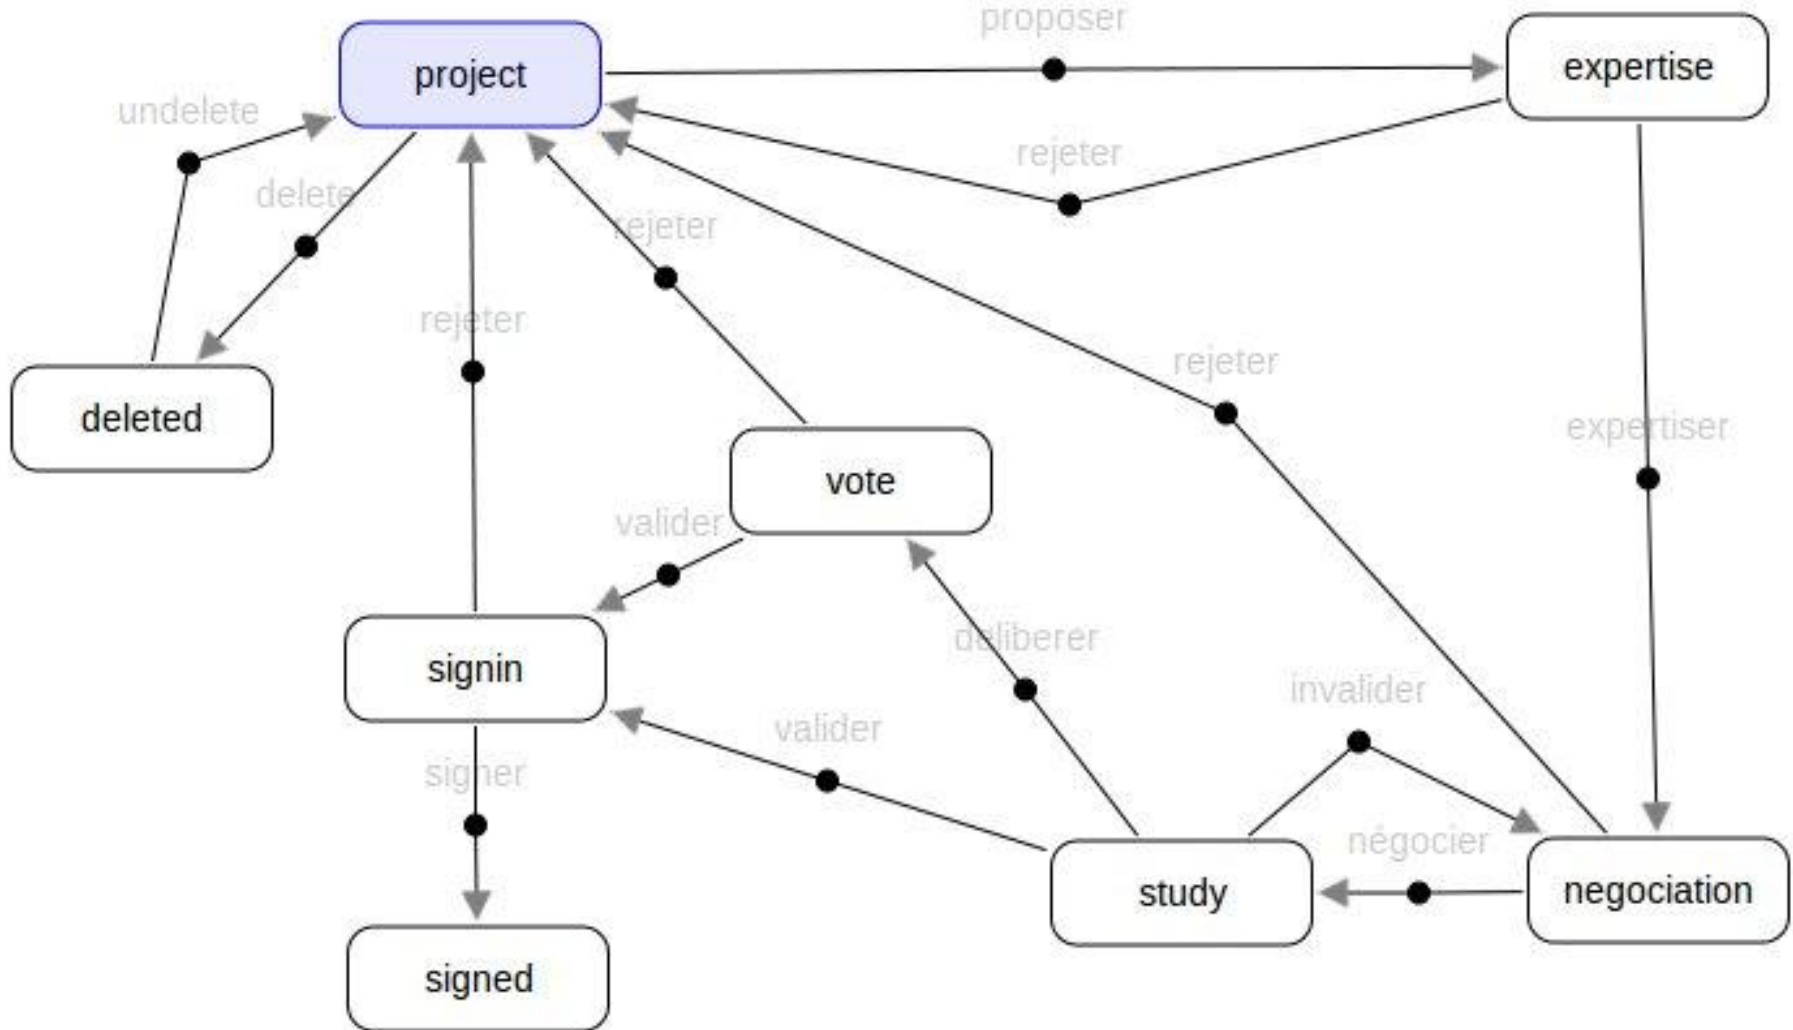 proposer
project
expertise
undelete
rejeter
delete
rejeter
rejeter
rejeter
deleted
expertiser
vote
valider
déliberer
signin
invalider
valider
signer
négocier
study
negociation
signed